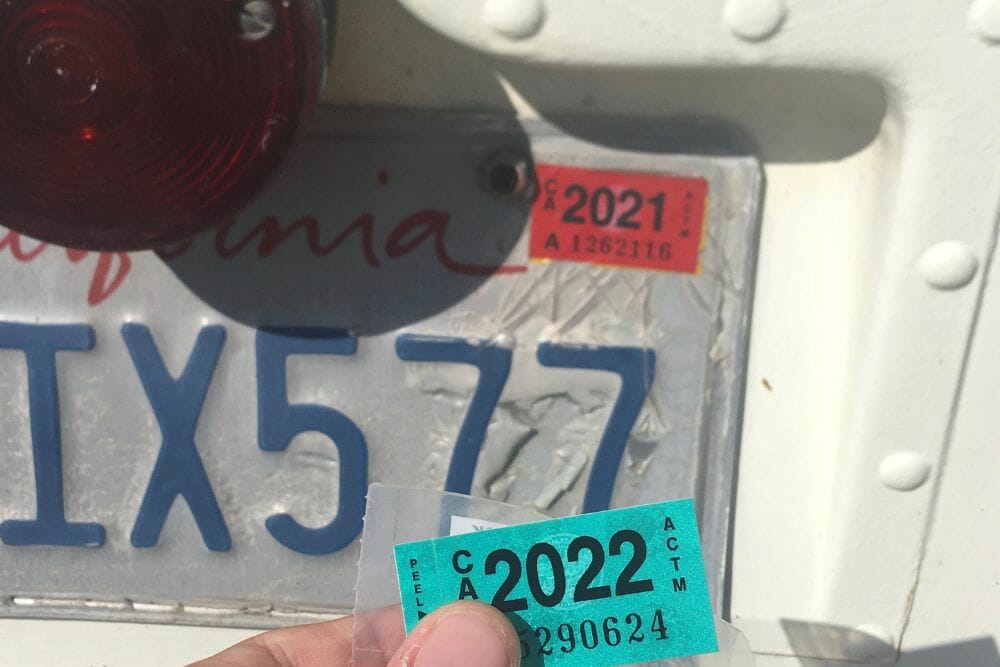 California
CA 2021 ACTM
A 1262116
IX577
PEEL
CA 2022 ACTM
5290624